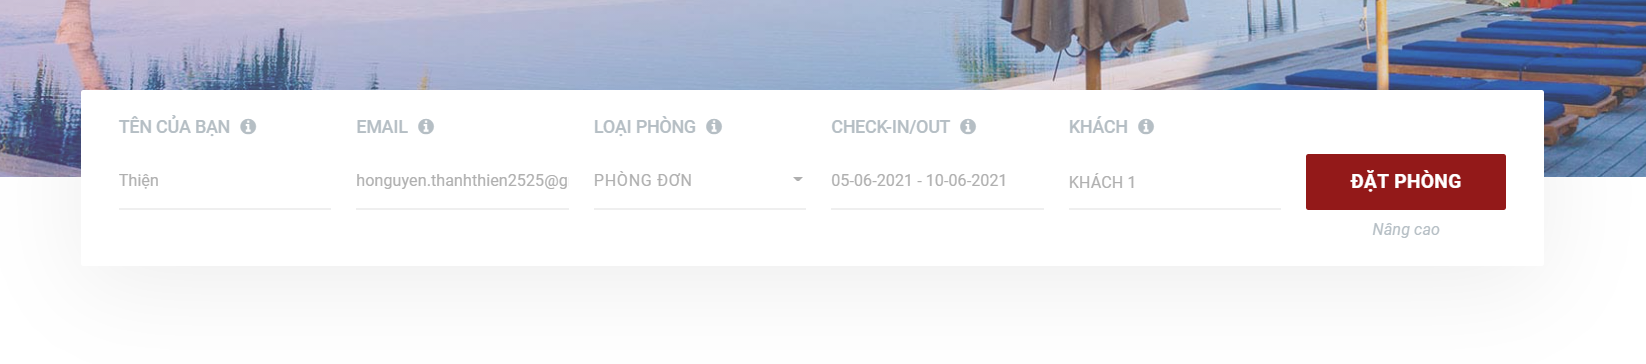 TÊN CỦA BẠN
EMAIL
LOẠI PHÒNG
CHECK-IN/OUT
KHÁCH
Thiện
honguyen.thanhthien2525@g
PHÒNG ĐƠN
05-06-2021 - 10-06-2021
KHÁCH 1
ĐẶT PHÒNG
Nâng cao